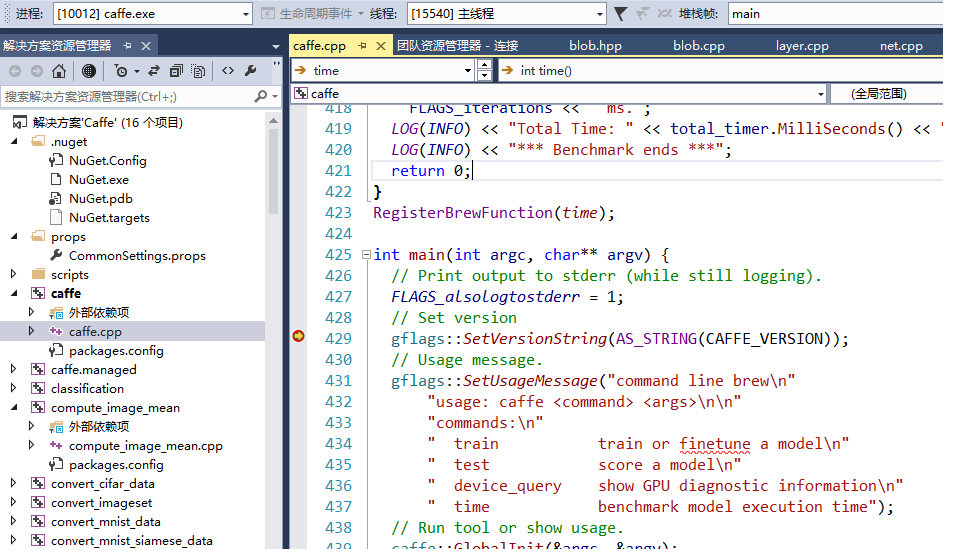 进程: [10012] caffe.exe 生命周期事件 线程: [15540] 主线程 堆栈帧: main
解决方案资源管理器
caffe.cpp 团队资源管理器 - 连接 blob.hpp blob.cpp layer.cpp net.cpp
time int time()
搜索解决方案资源管理器(Ctrl+;)
caffe (全局范围)
解决方案'Caffe' (16 个项目)
.nuget
NuGet.Config
NuGet.exe
NuGet.pdb
NuGet.targets
props
CommonSettings.props
scripts
caffe
外部依赖项
caffe.cpp
packages.config
caffe.managed
classification
compute_image_mean
外部依赖项
compute_image_mean.cpp
packages.config
convert_cifar_data
convert_imageset
convert_mnist_data
convert_mnist_siamese_data
418 FLAGS_iterations << " ms.";
419 LOG(INFO) << "Total Time: " << total_timer.MilliSeconds() << "
420 LOG(INFO) << "*** Benchmark ends ***";
421 return 0;
422 }
423 RegisterBrewFunction(time);
424
425 int main(int argc, char** argv) {
426 // Print output to stderr (while still logging).
427 FLAGS_alsologtostderr = 1;
428 // Set version
429 gflags::SetVersionString(AS_STRING(CAFFE_VERSION));
430 // Usage message.
431 gflags::SetUsageMessage("command line brew\n"
432 "usage: caffe <command> <args>\n\n"
433 "commands:\n"
434 "  train           train or finetune a model\n"
435 "  test            score a model\n"
436 "  device_query    show GPU diagnostic information\n"
437 "  time            benchmark model execution time");
438 // Run tool or show usage.
439 caffe::GlobalInit(&argc, &argv);